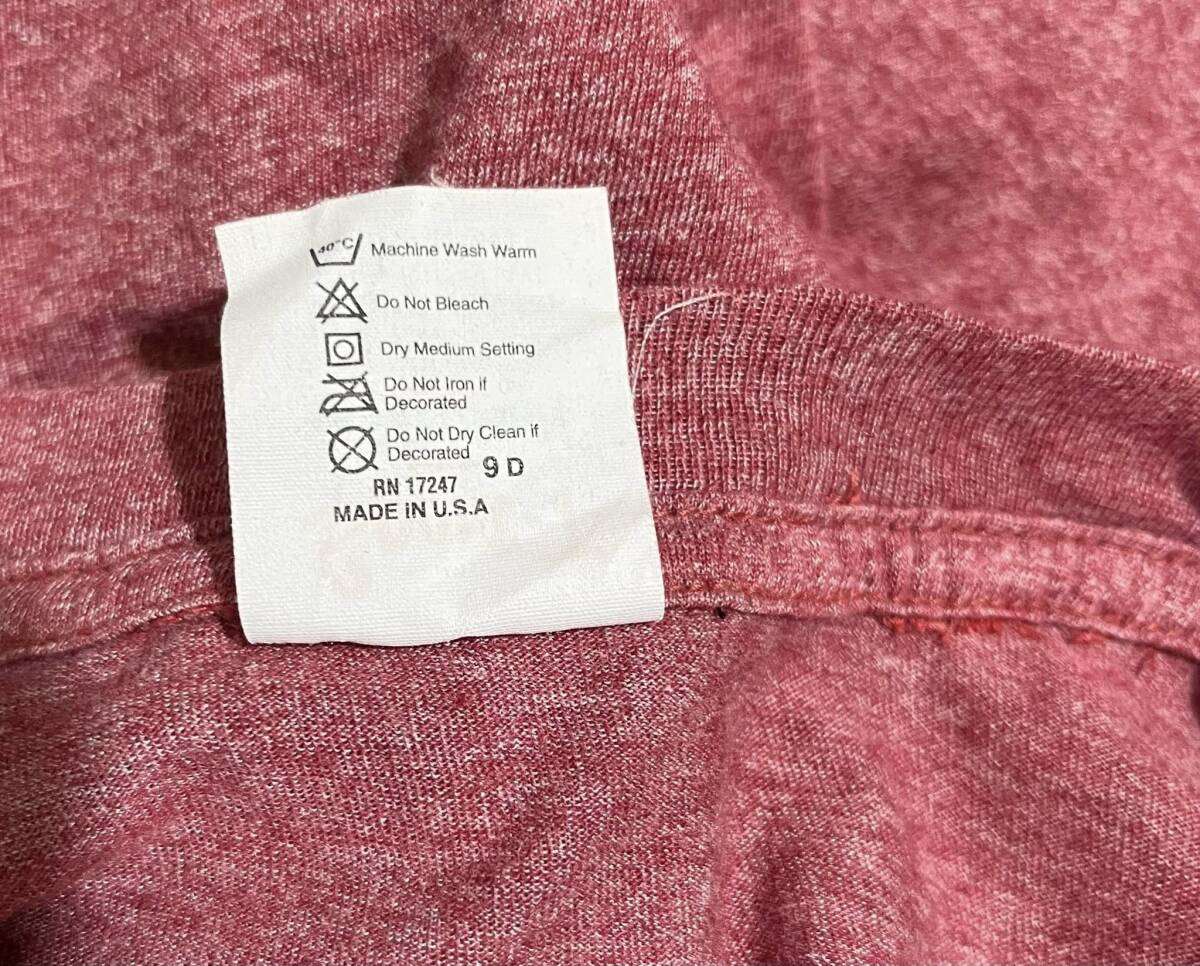 40°C Machine Wash Warm
Do Not Bleach
Dry Medium Setting
Do Not Iron if
Decorated
Do Not Dry Clean if
Decorated
9 D
RN 17247
MADE iN U.S.A